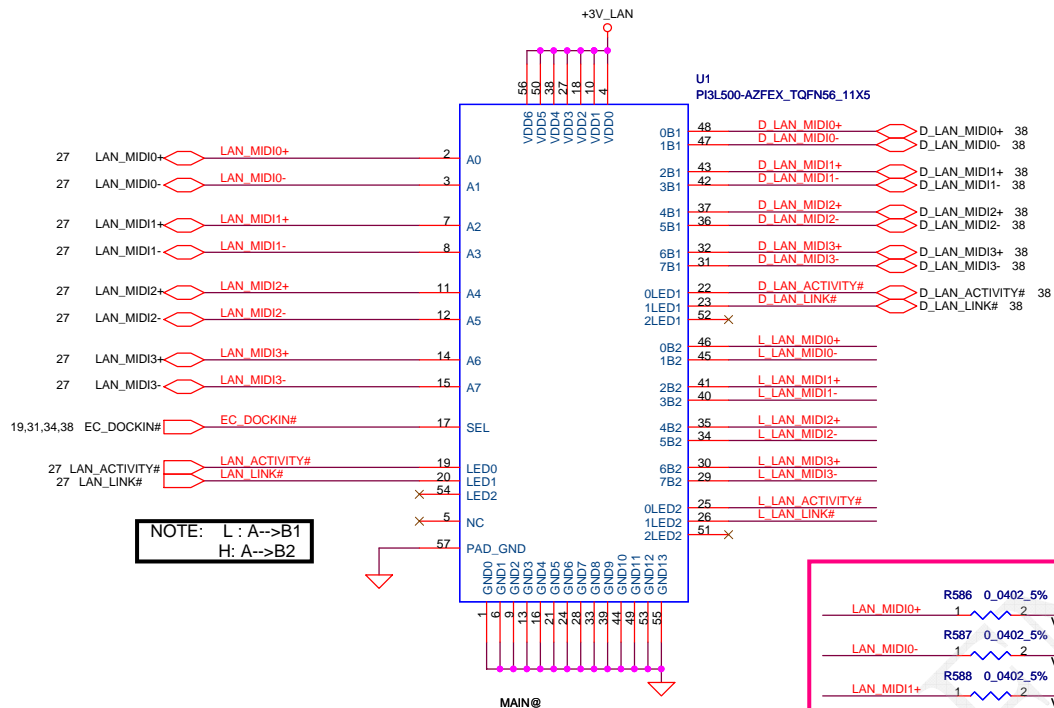 +3V_LAN
U1
PI3L500-AZFEX_TQFN56_11X5
56 50 38 27 18 10 4
VDD6 VDD5 VDD4 VDD3 VDD2 VDD1 VDD0
27 LAN_MIDI0+ LAN_MIDI0+ 2 A0
27 LAN_MIDI0- LAN_MIDI0- 3 A1
27 LAN_MIDI1+ LAN_MIDI1+ 7 A2
27 LAN_MIDI1- LAN_MIDI1- 8 A3
27 LAN_MIDI2+ LAN_MIDI2+ 11 A4
27 LAN_MIDI2- LAN_MIDI2- 12 A5
27 LAN_MIDI3+ LAN_MIDI3+ 14 A6
27 LAN_MIDI3- LAN_MIDI3- 15 A7
19,31,34,38 EC_DOCKIN# EC_DOCKIN# 17 SEL
27 LAN_ACTIVITY# LAN_ACTIVITY# 19 LED0
27 LAN_LINK# LAN_LINK# 20 LED1
54 LED2
5 NC
57 PAD_GND
0B1 48 D_LAN_MIDI0+ D_LAN_MIDI0+ 38
1B1 47 D_LAN_MIDI0- D_LAN_MIDI0- 38
2B1 43 D_LAN_MIDI1+ D_LAN_MIDI1+ 38
3B1 42 D_LAN_MIDI1- D_LAN_MIDI1- 38
4B1 37 D_LAN_MIDI2+ D_LAN_MIDI2+ 38
5B1 36 D_LAN_MIDI2- D_LAN_MIDI2- 38
6B1 32 D_LAN_MIDI3+ D_LAN_MIDI3+ 38
7B1 31 D_LAN_MIDI3- D_LAN_MIDI3- 38
0LED1 22 D_LAN_ACTIVITY# D_LAN_ACTIVITY# 38
1LED1 23 D_LAN_LINK# D_LAN_LINK# 38
2LED1 52
0B2 46 L_LAN_MIDI0+
1B2 45 L_LAN_MIDI0-
2B2 41 L_LAN_MIDI1+
3B2 40 L_LAN_MIDI1-
4B2 35 L_LAN_MIDI2+
5B2 34 L_LAN_MIDI2-
6B2 30 L_LAN_MIDI3+
7B2 29 L_LAN_MIDI3-
0LED2 25 L_LAN_ACTIVITY#
1LED2 26 L_LAN_LINK#
2LED2 51
NOTE: L : A-->B1
H: A-->B2
GND0 GND1 GND2 GND3 GND4 GND5 GND6 GND7 GND8 GND9 GND10 GND11 GND12 GND13
1 6 9 13 16 21 24 28 33 39 44 49 53 55
MAIN@
R586 0_0402_5%
LAN_MIDI0+ 1 2
R587 0_0402_5%
LAN_MIDI0- 1 2
R588 0_0402_5%
LAN_MIDI1+ 1 2